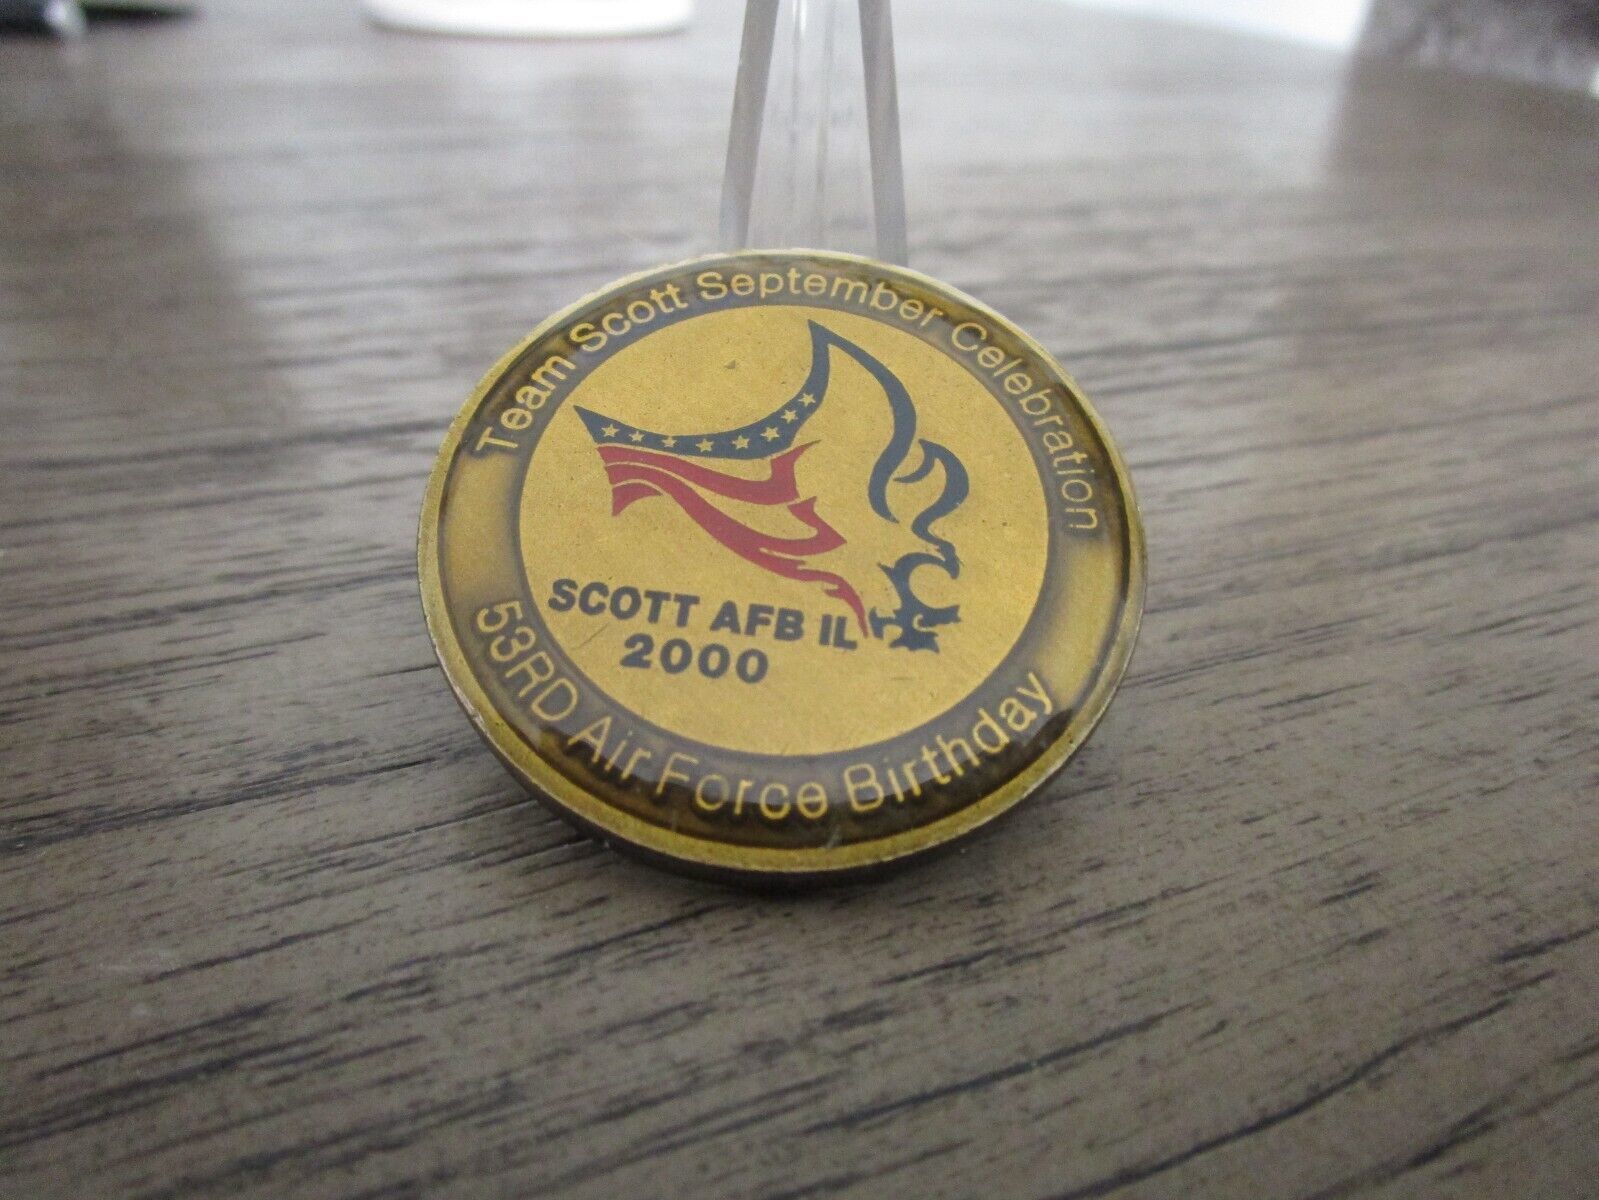 Team Scott September Celebration
SCOTT AFB IL
2000
53RD Air Force Birthday